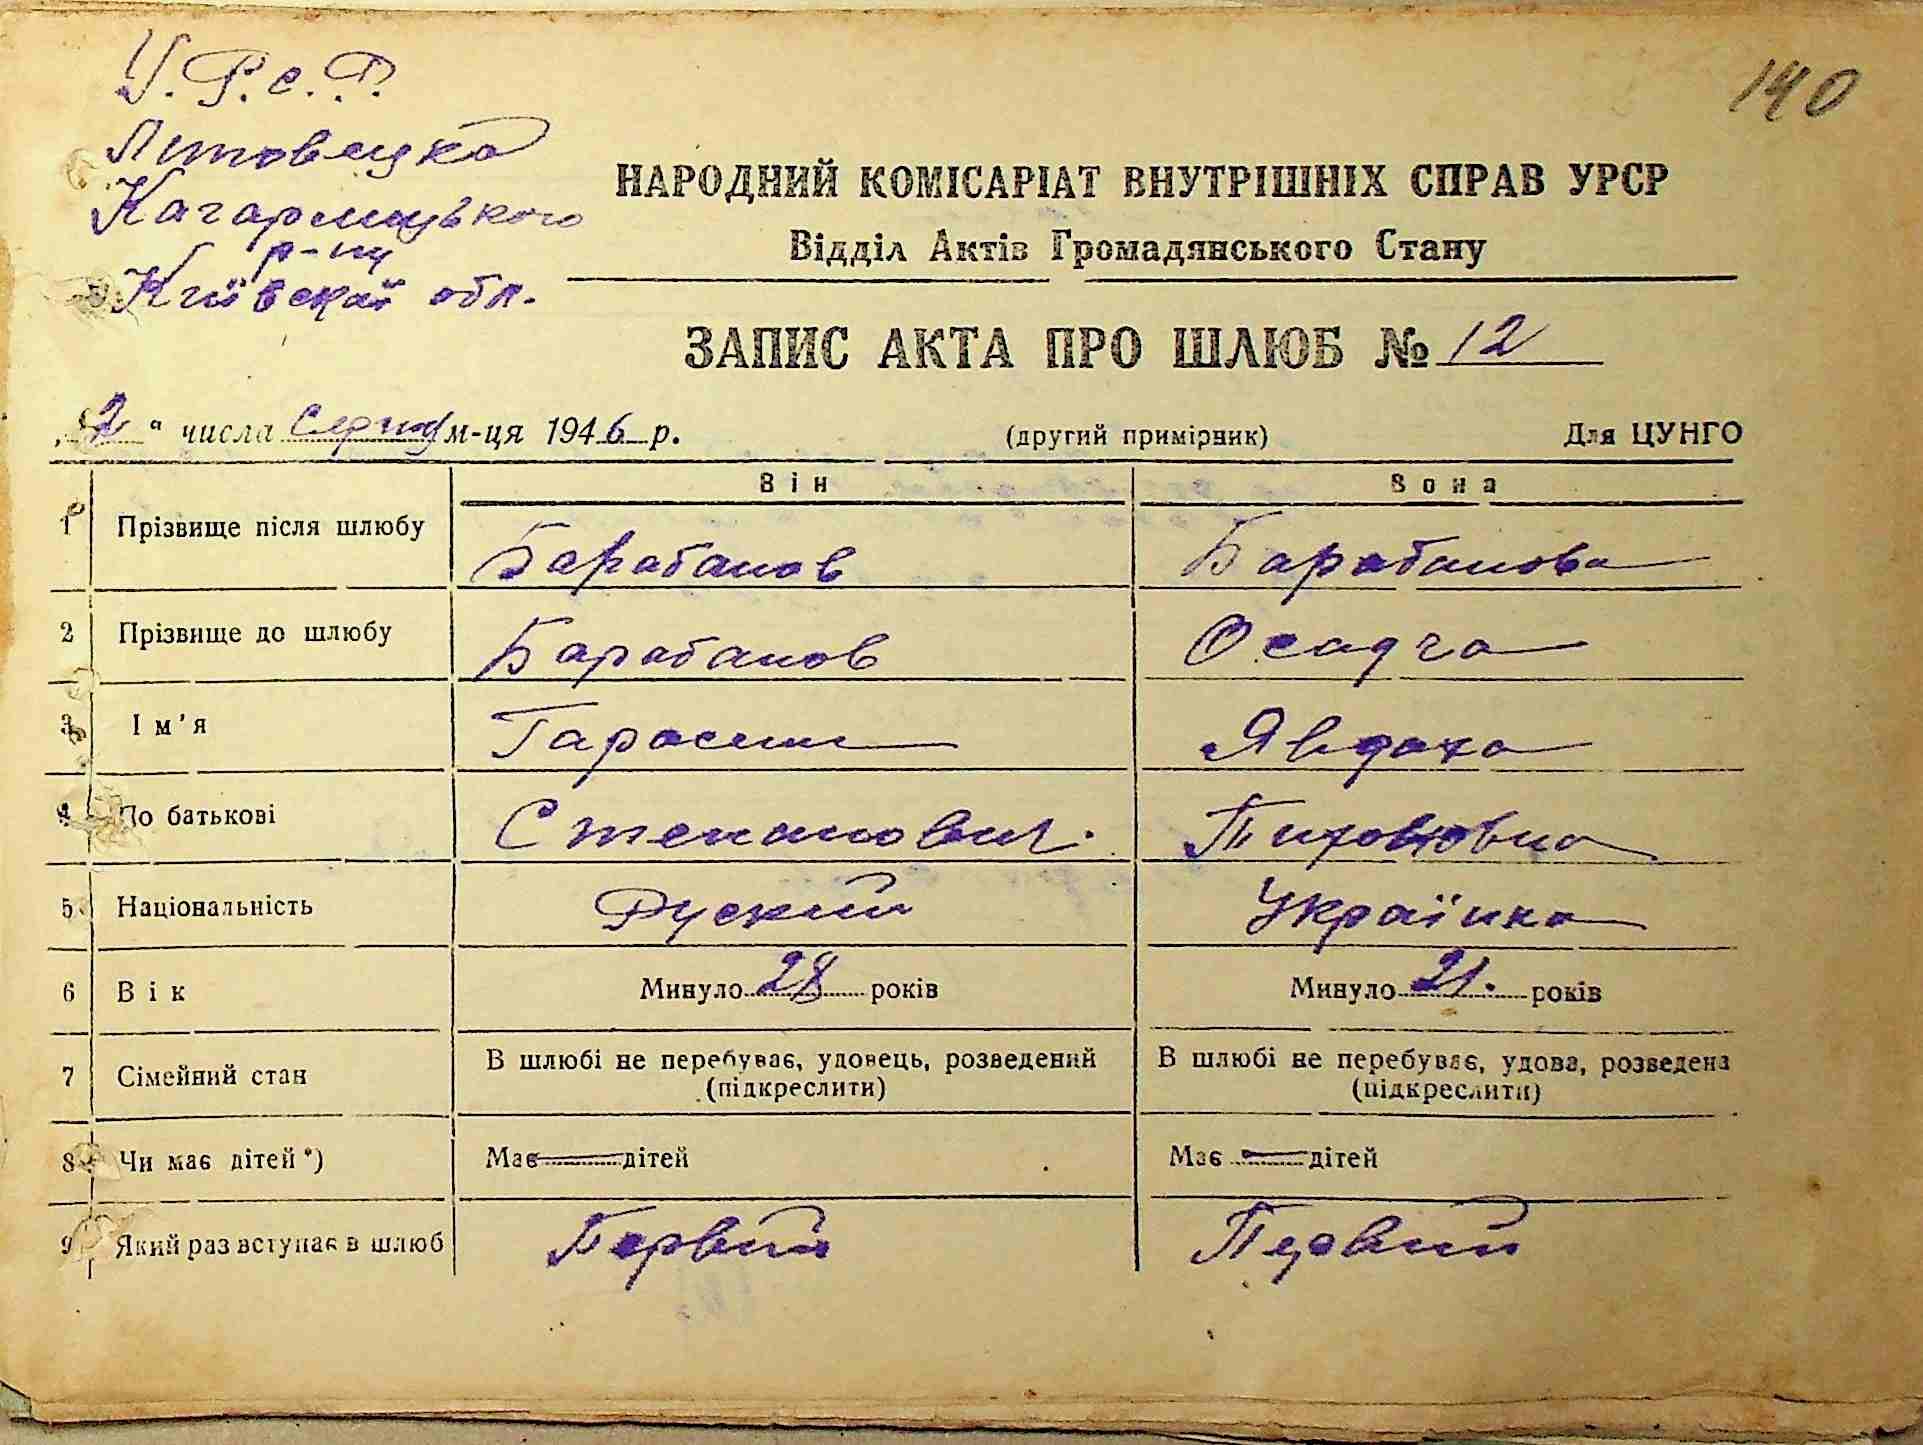 У.Р.С.Р.
140
Літовецка
Кагарлицького
р-ну
Київскаї обл.
НАРОДНИЙ КОМІСАРІАТ ВНУТРІШНІХ СПРАВ УРСР
Відділ Актів Громадянського Стану
ЗАПИС АКТА ПРО ШЛЮБ № 12
„2“ числа Серпня м-ця 1946 р.
(другий примірник)
Для ЦУНГО
Він
Вона
1 Прізвище після шлюбу Барабанов Барабанова
2 Прізвище до шлюбу Барабанов Осадча
3 Ім'я Гарасим Явдоха
4 По батькові Степанович.
5 Національність Руский Українка
6 Вік Минуло 28 років Минуло 21. років
7 Сімейний стан В шлюбі не перебуває, удовець, розведений В шлюбі не перебуває, удова, розведена
(підкреслити) (підкреслити)
8 Чи має дітей*) Має — дітей Має — дітей
9 Який раз вступає в шлюб Первий Первий